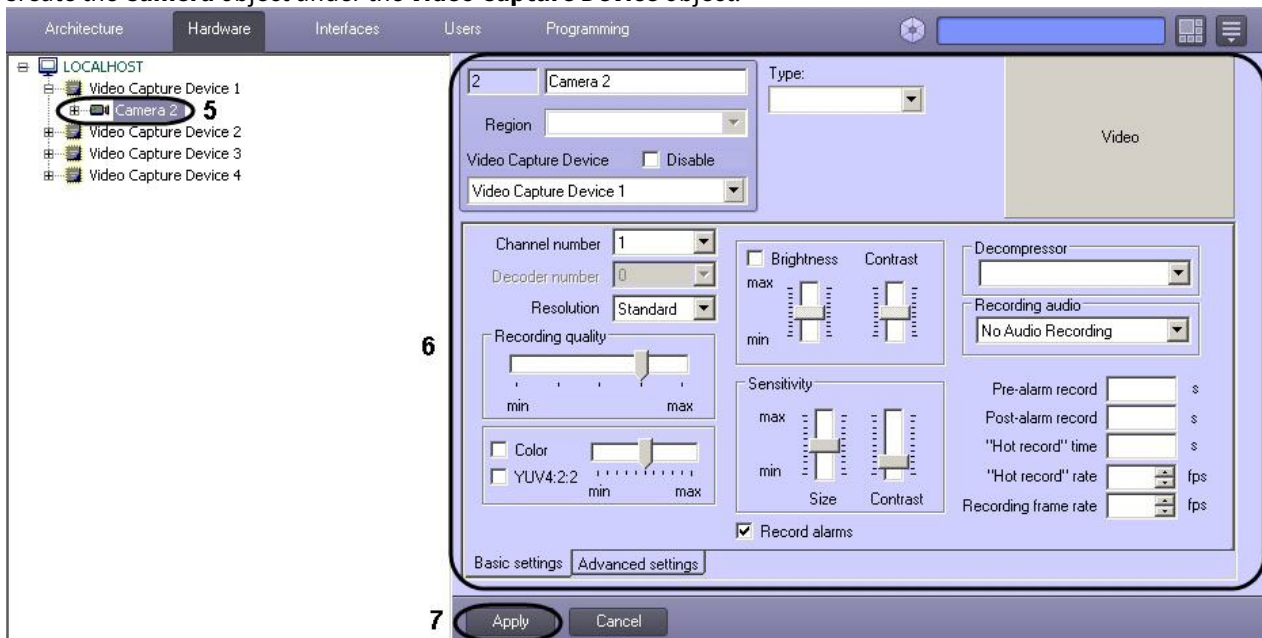 create the Camera object under the Video Capture Device object.
Architecture Hardware Interfaces Users Programming
LOCALHOST
Video Capture Device 1
Camera 2 5
Video Capture Device 2
Video Capture Device 3
Video Capture Device 4
2 Camera 2
Type:
Region
Video
Video Capture Device Disable
Video Capture Device 1
Channel number 1
Decoder number 0
Resolution Standard
6
Recording quality
min max
Color
YUV4:2:2
min max
Brightness Contrast
max
min
Sensitivity
max
min
Size Contrast
Record alarms
Decompressor
Recording audio
No Audio Recording
Pre-alarm record s
Post-alarm record s
"Hot record" time s
"Hot record" rate fps
Recording frame rate fps
Basic settings Advanced settings
7 Apply Cancel